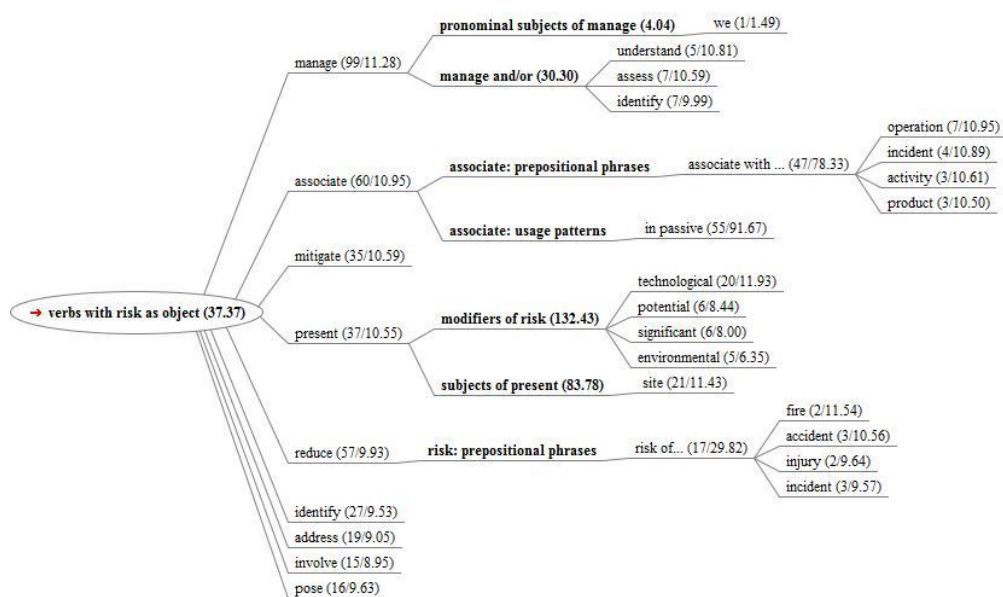 pronominal subjects of manage (4.04)
we (1/1.49)
understand (5/10.81)
manage (99/11.28)
manage and/or (30.30)
assess (7/10.59)
identify (7/9.99)
operation (7/10.95)
incident (4/10.89)
associate: prepositional phrases
associate with ... (47/78.33)
activity (3/10.61)
associate (60/10.95)
product (3/10.50)
associate: usage patterns
in passive (55/91.67)
mitigate (35/10.59)
technological (20/11.93)
→ verbs with risk as object (37.37)
potential (6/8.44)
modifiers of risk (132.43)
present (37/10.55)
significant (6/8.00)
environmental (5/6.35)
subjects of present (83.78)
site (21/11.43)
fire (2/11.54)
accident (3/10.56)
reduce (57/9.93)
risk: prepositional phrases
risk of... (17/29.82)
injury (2/9.64)
incident (3/9.57)
identify (27/9.53)
address (19/9.05)
involve (15/8.95)
pose (16/9.63)